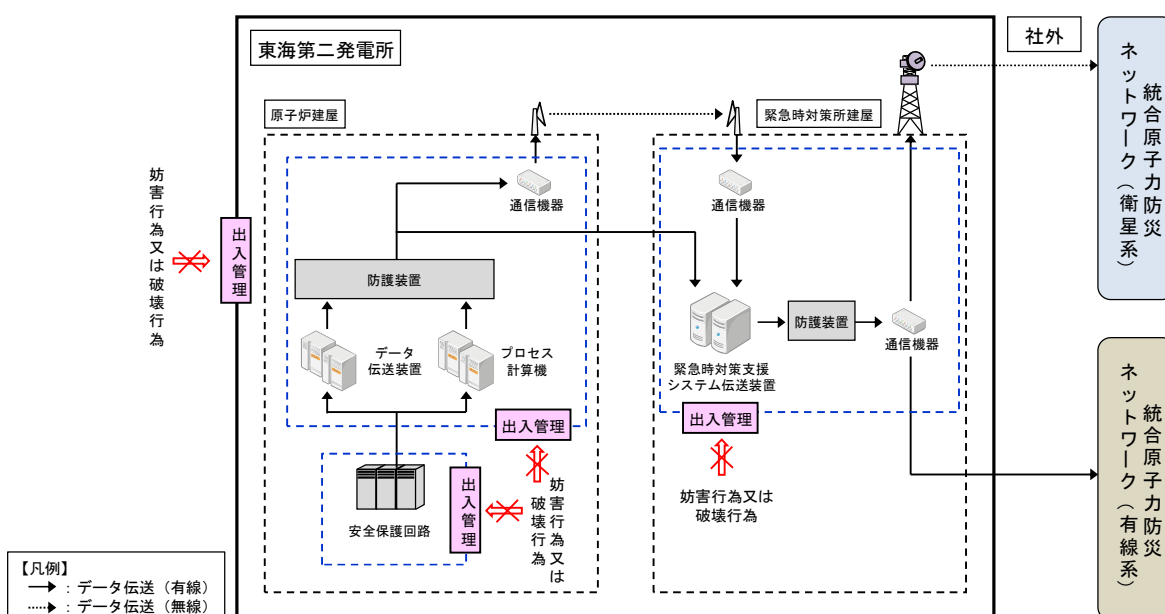 東海第二発電所
社外
原子炉建屋
緊急時対策所建屋
統合原子力防災
ネットワーク(衛星系)
妨害行為又は破壊行為
出入管理
通信機器
通信機器
防護装置
防護装置
通信機器
データ
伝送装置
プロセス
計算機
緊急時対策支援
システム伝送装置
統合原子力防災
ネットワーク(有線系)
出入管理
出入管理
出入管理
妨害行為又は
破壊行為
妨害行為又は
破壊行為
安全保護回路
【凡例】
:データ伝送(有線)
:データ伝送(無線)